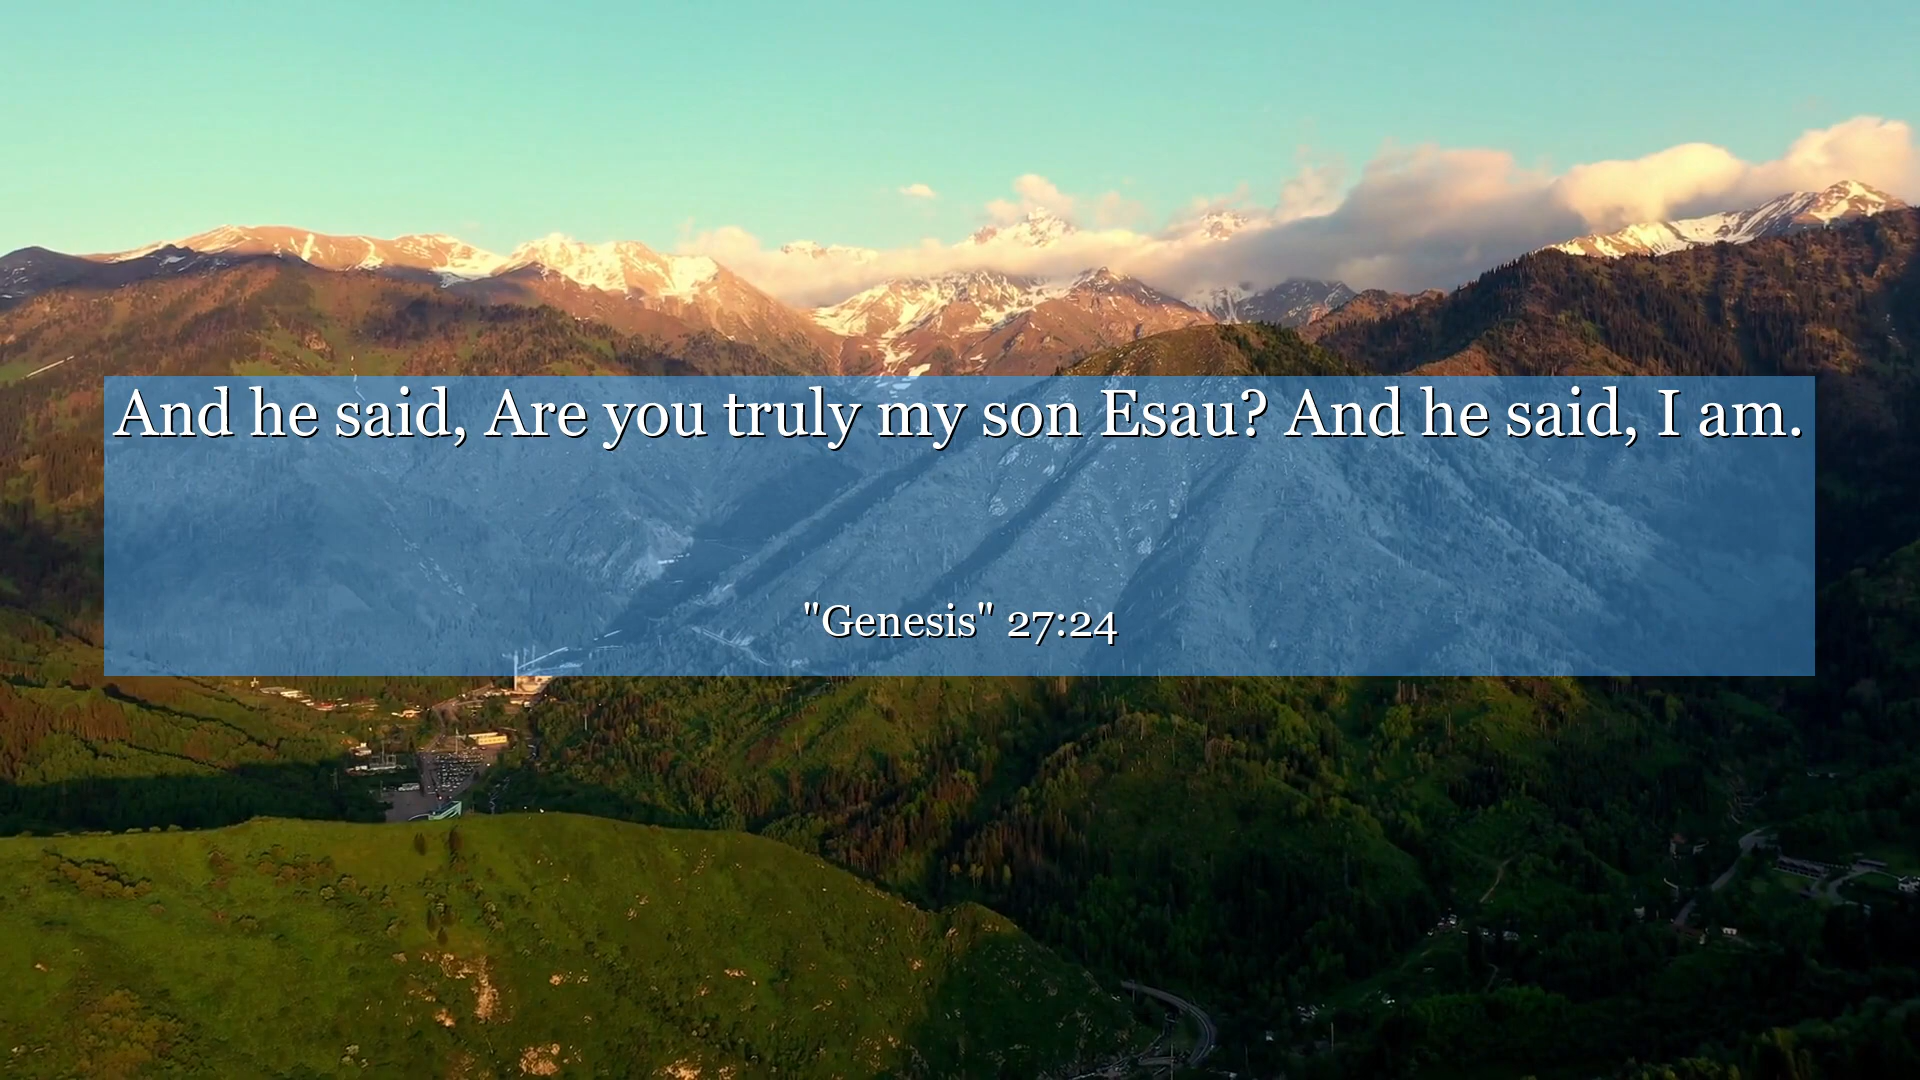 And he said, Are you truly my son Esau? And he said, I am.
"Genesis" 27:24